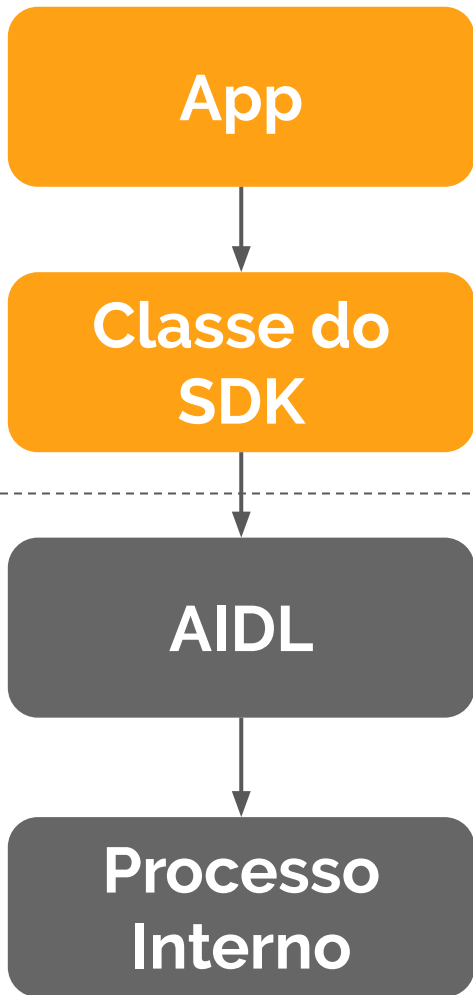 App
Classe do
SDK
AIDL
Processo
Interno